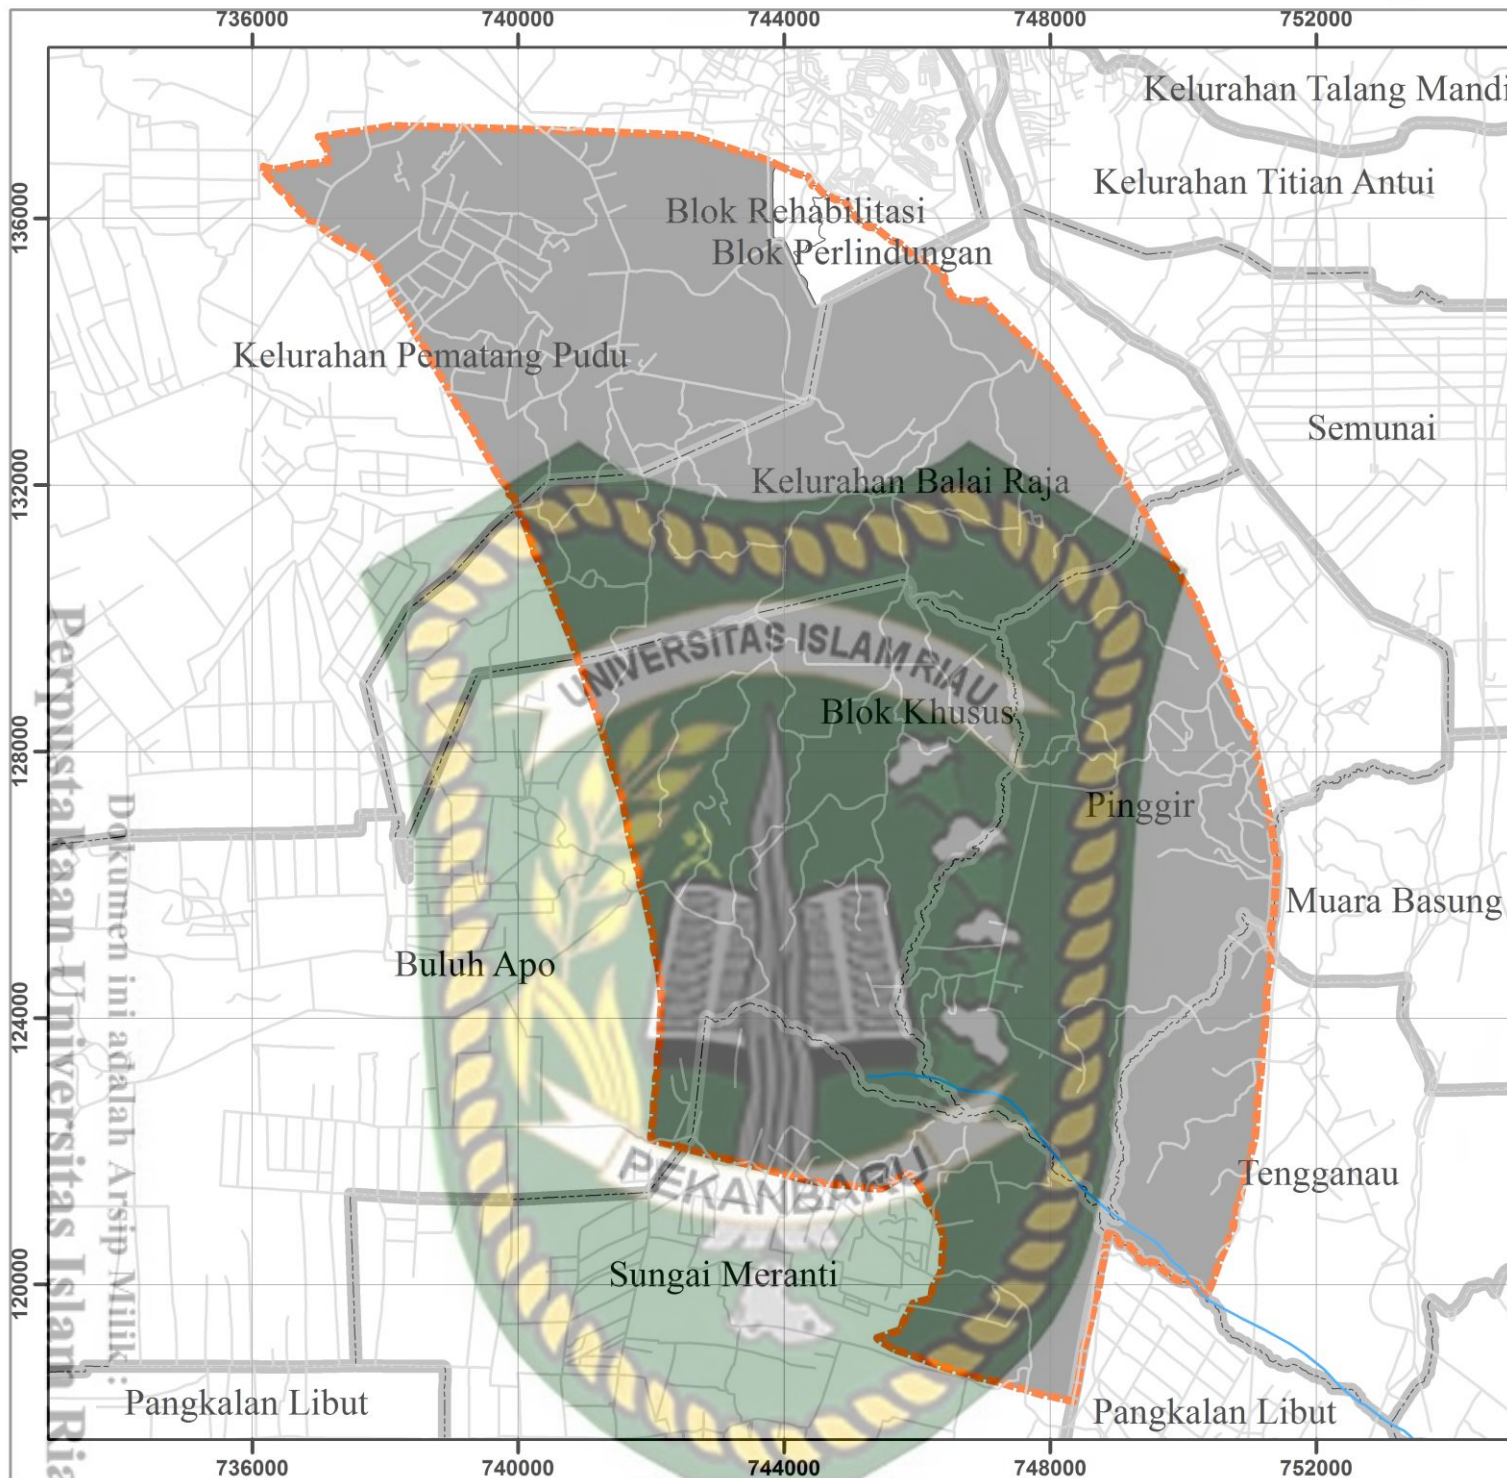 736000 740000 744000 748000 752000
Kelurahan Talang Mandi
Kelurahan Titian Antui
136000
Blok Rehabilitasi
Blok Perlindungan
Kelurahan Pematang Pudu
Semunai
132000
Kelurahan Balai Raja
UNIVERSITAS ISLAM RIAU
Blok Khusus
128000
Pinggir
Muara Basung
Buluh Apo
124000
PEKANBARU
Tengganau
Sungai Meranti
120000
Pangkalan Libut
Pangkalan Libut
736000 740000 744000 748000 752000
Dokumen ini adalah Arsip Milik :
Perpustakaan Universitas Islam Ria